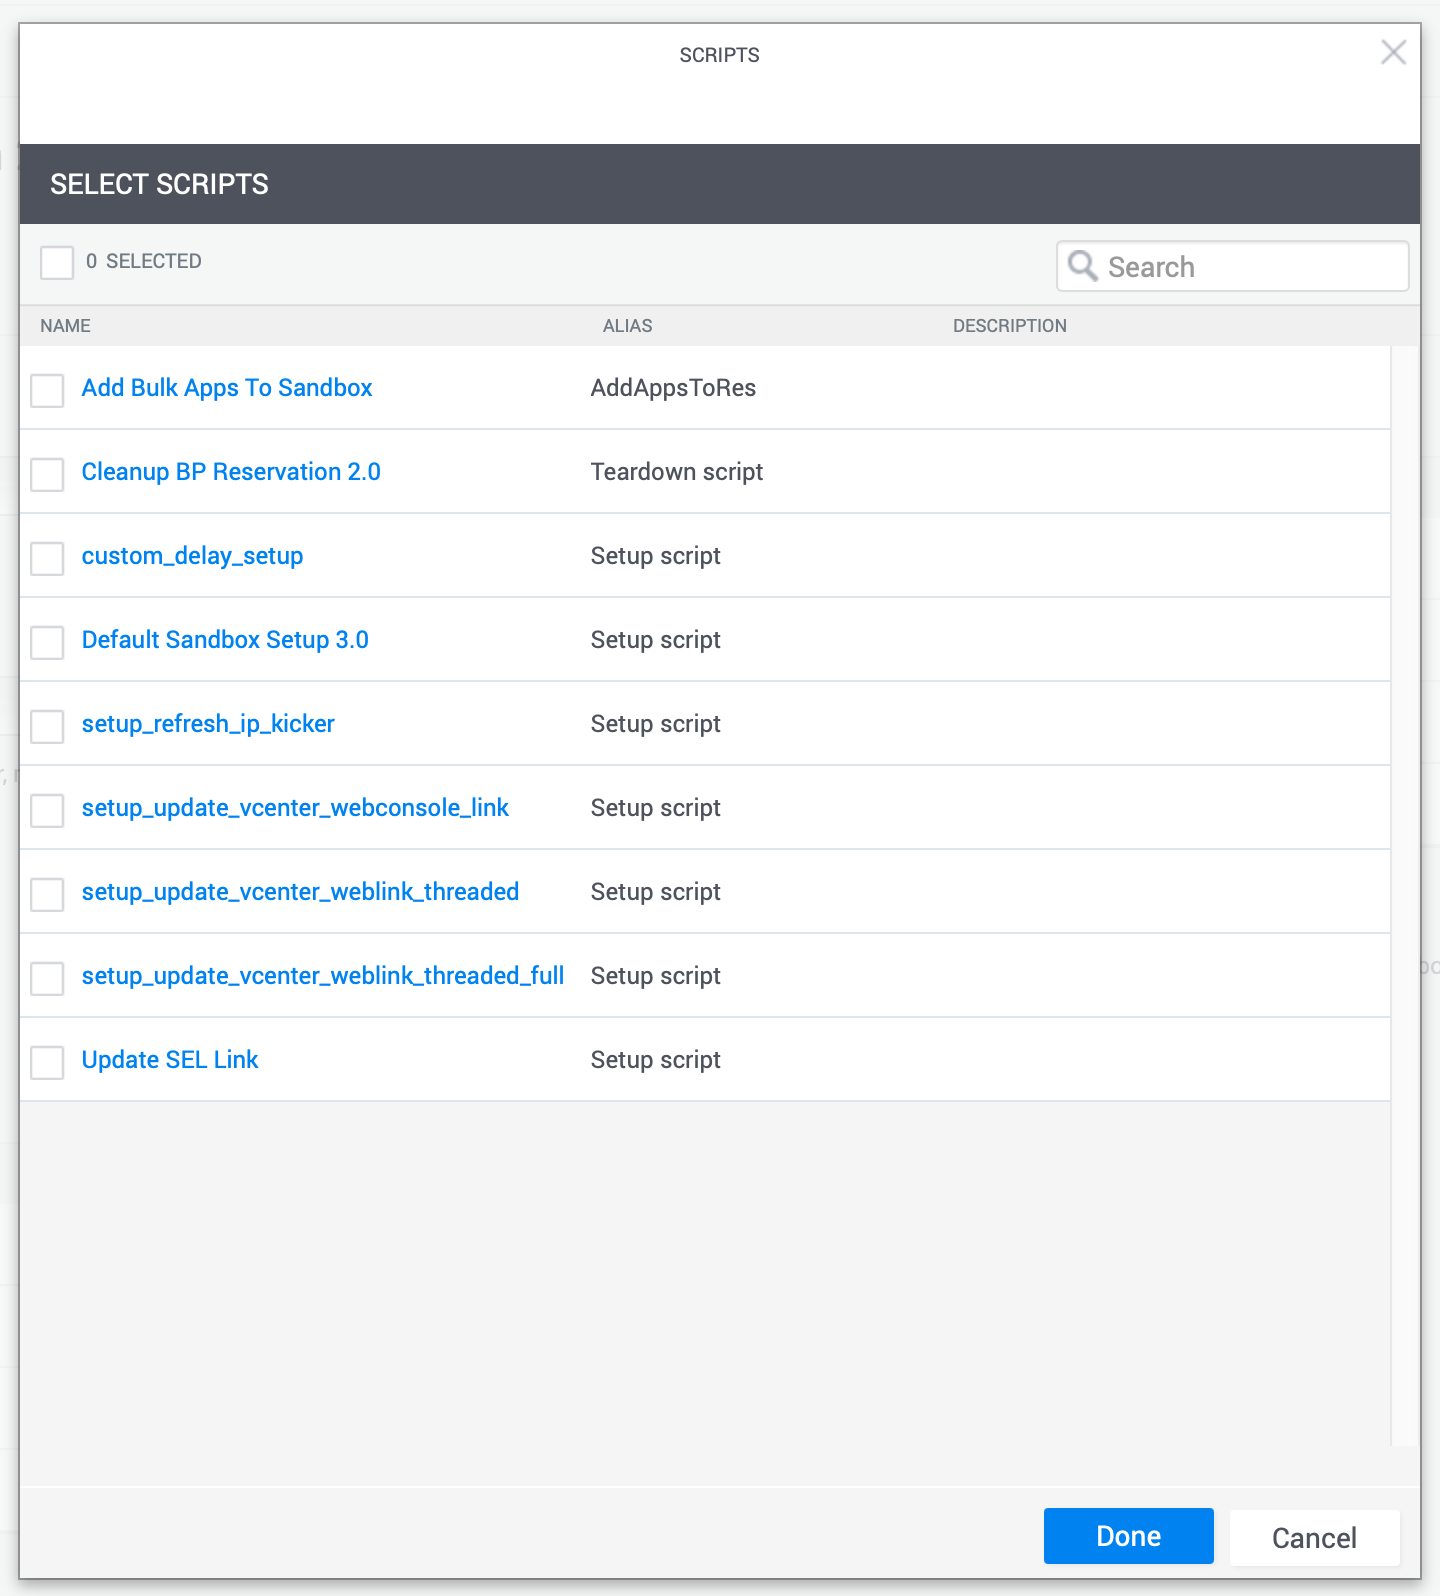 SCRIPTS
SELECT SCRIPTS
0 SELECTED
Search
NAME ALIAS DESCRIPTION
Add Bulk Apps To Sandbox AddAppsToRes
Cleanup BP Reservation 2.0 Teardown script
custom_delay_setup Setup script
Default Sandbox Setup 3.0 Setup script
setup_refresh_ip_kicker Setup script
setup_update_vcenter_webconsole_link Setup script
setup_update_vcenter_weblink_threaded Setup script
setup_update_vcenter_weblink_threaded_full Setup script
Update SEL Link Setup script
Done Cancel